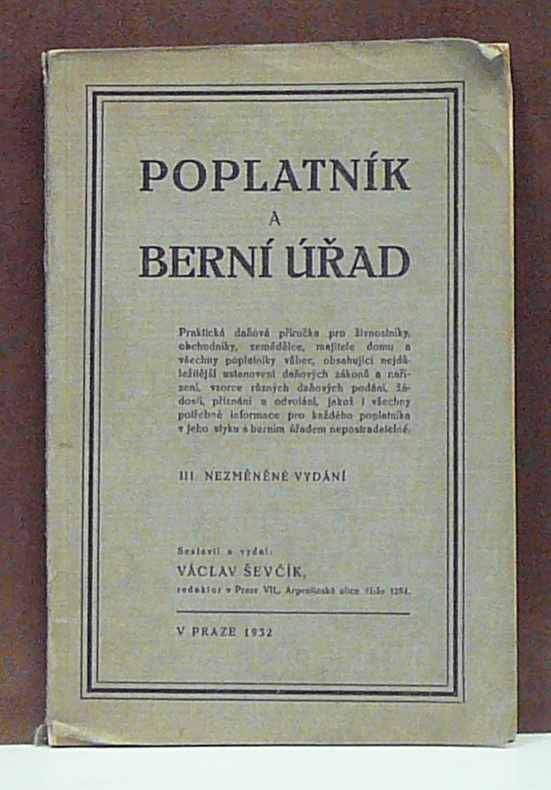 POPLATNÍK
A
BERNÍ ÚŘAD
Praktická daňová příručka pro živnostníky,
obchodníky, zemědělce, majitele domu a
všechny poplatníky vůbec, obsahující nejdů-
ležitější ustanovení daňových zákonů a naří-
zení, vzorce různých daňových podání, žá-
dostí, přiznání a odvolání, jakož i všechny
potřebné informace pro každého poplatníka
v jeho styku s berním úřadem nepostradatelné.
III. NEZMĚNĚNÉ VYDÁNÍ
Sestavil a vydal:
VÁCLAV ŠEVČÍK,
redaktor v Praze VII., Argentinská ulice číslo
V PRAZE 1932